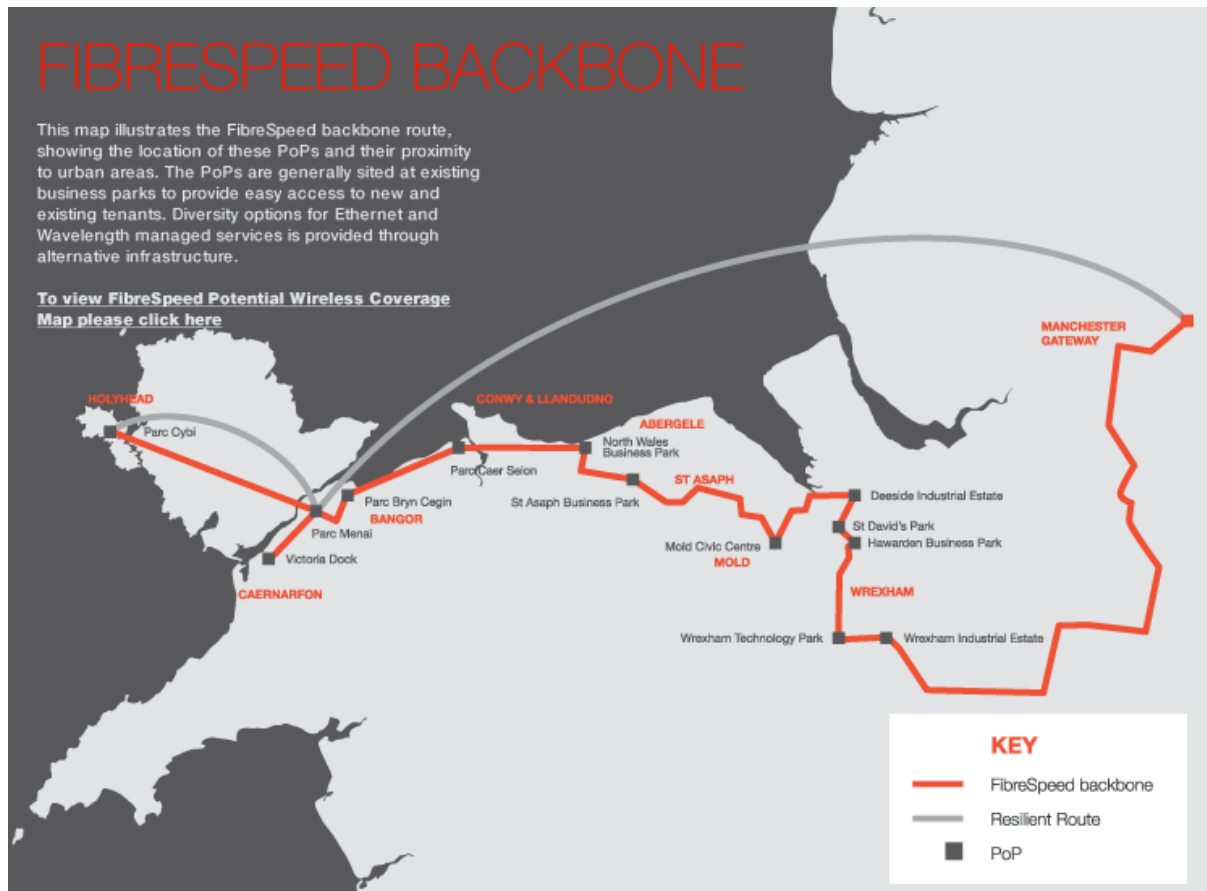 FIBRESPEED BACKBONE
This map illustrates the FibreSpeed backbone route,
showing the location of these PoPs and their proximity
to urban areas. The PoPs are generally sited at existing
business parks to provide easy access to new and
existing tenants. Diversity options for Ethernet and
Wavelength managed services is provided through
alternative infrastructure.
To view FibreSpeed Potential Wireless Coverage
Map please click here
MANCHESTER
GATEWAY
HOLYHEAD
Parc Cybi
CONWY & LLANDUDNO
ABERGELE
North Wales
Business Park
Parc Caer Seion
ST ASAPH
St Asaph Business Park
Parc Bryn Cegin
BANGOR
Parc Menai
Deeside Industrial Estate
St David's Park
Hawarden Business Park
Mold Civic Centre
MOLD
Victoria Dock
CAERNARFON
WREXHAM
Wrexham Technology Park
Wrexham Industrial Estate
KEY
FibreSpeed backbone
Resilient Route
PoP